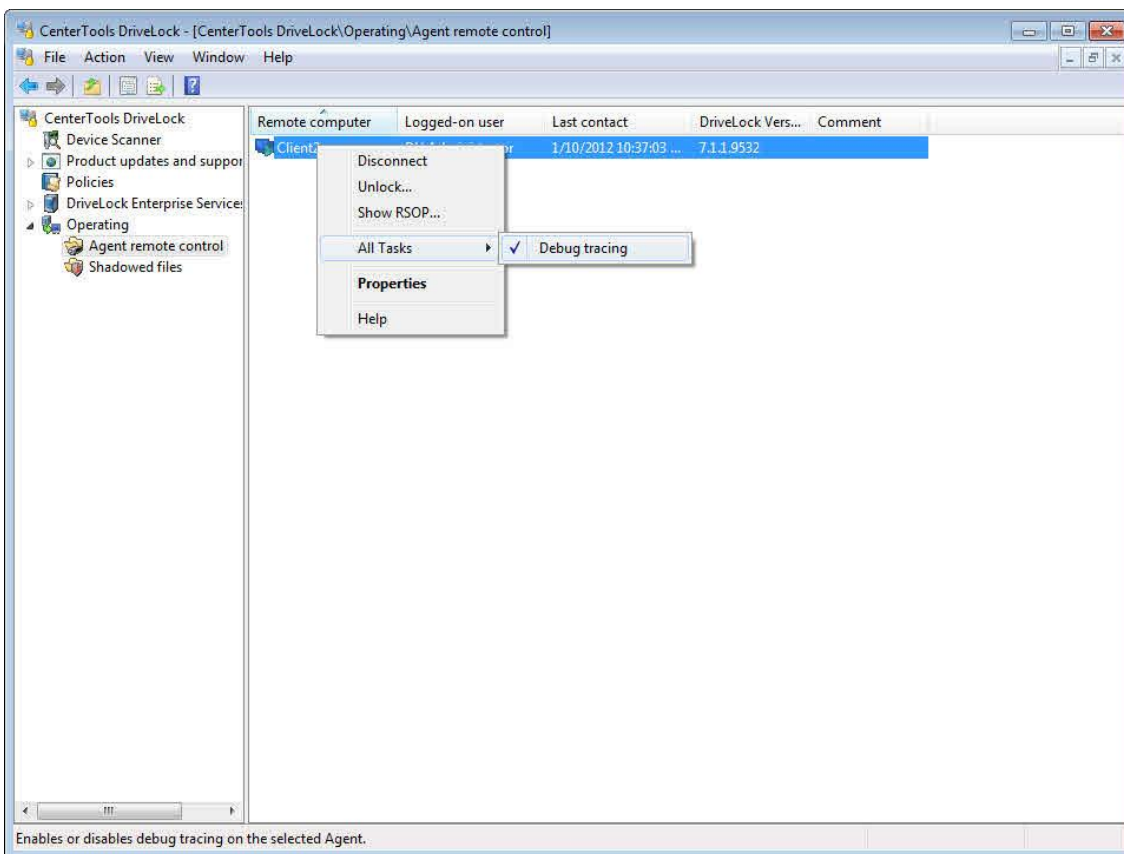 CenterTools DriveLock - [CenterTools DriveLock\Operating\Agent remote control]
File Action View Window Help
CenterTools DriveLock
Device Scanner
Product updates and suppor
Policies
DriveLock Enterprise Service
Operating
Agent remote control
Shadowed files
Remote computer Logged-on user Last contact DriveLock Vers... Comment
Client2 1/10/2012 10:37:03 ... 7.1.1.9532
Disconnect
Unlock...
Show RSOP...
All Tasks
Debug tracing
Properties
Help
Enables or disables debug tracing on the selected Agent.